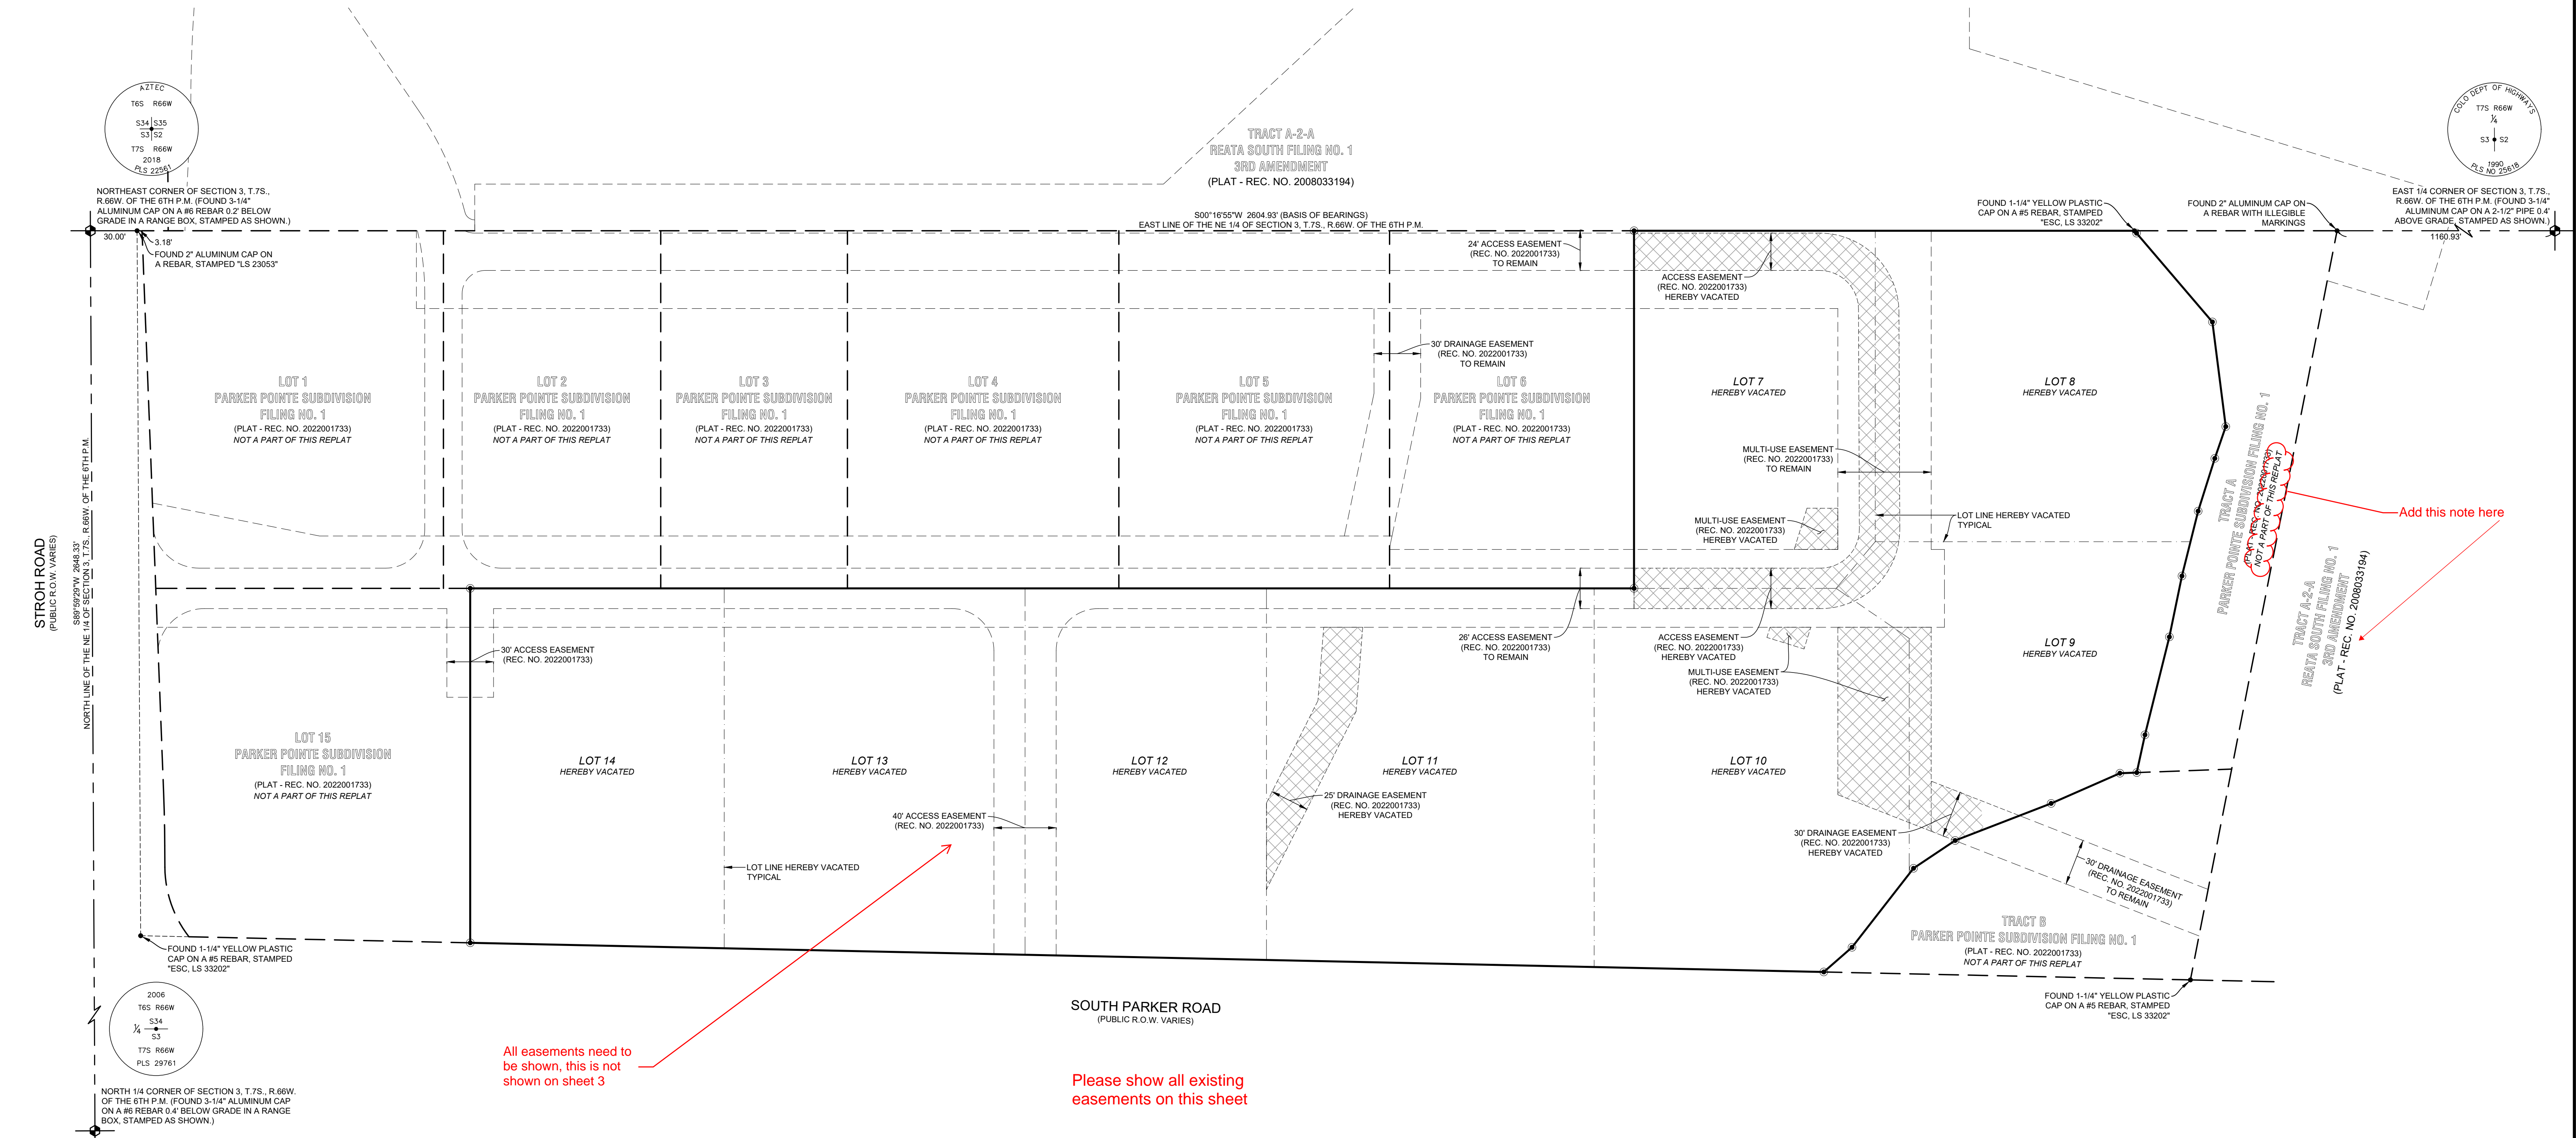 AZTEC
T6S R66W
S34 S35
S3 S2
T7S R66W
2018
PLS 22561
NORTHEAST CORNER OF SECTION 3, T.7S.,
R.66W. OF THE 6TH P.M. (FOUND 3-1/4"
ALUMINUM CAP ON A #6 REBAR 0.2' BELOW
GRADE IN A RANGE BOX, STAMPED AS SHOWN.)
30.00'
3.18'
FOUND 2" ALUMINUM CAP ON
A REBAR, STAMPED "LS 23053"
TRACT A-2-A
REATA SOUTH FILING NO. 1
3RD AMENDMENT
(PLAT - REC. NO. 2008033194)
S00°16'55"W 2604.93' (BASIS OF BEARINGS)
EAST LINE OF THE NE 1/4 OF SECTION 3, T.7S., R.66W. OF THE 6TH P.M.
COLO DEPT OF HIGHWAYS
T7S R66W
¼
S3 S2
1990
PLS NO 25618
EAST 1/4 CORNER OF SECTION 3, T.7S.,
R.66W. OF THE 6TH P.M. (FOUND 3-1/4"
ALUMINUM CAP ON A 2-1/2" PIPE 0.4'
ABOVE GRADE, STAMPED AS SHOWN.)
1160.93'
FOUND 1-1/4" YELLOW PLASTIC
CAP ON A #5 REBAR, STAMPED
"ESC, LS 33202"
FOUND 2" ALUMINUM CAP ON
A REBAR WITH ILLEGIBLE
MARKINGS
24' ACCESS EASEMENT
(REC. NO. 2022001733)
TO REMAIN
ACCESS EASEMENT
(REC. NO. 2022001733)
HEREBY VACATED
30' DRAINAGE EASEMENT
(REC. NO. 2022001733)
TO REMAIN
LOT 1
PARKER POINTE SUBDIVISION
FILING NO. 1
(PLAT - REC. NO. 2022001733)
NOT A PART OF THIS REPLAT
LOT 2
PARKER POINTE SUBDIVISION
FILING NO. 1
(PLAT - REC. NO. 2022001733)
NOT A PART OF THIS REPLAT
LOT 3
PARKER POINTE SUBDIVISION
FILING NO. 1
(PLAT - REC. NO. 2022001733)
NOT A PART OF THIS REPLAT
LOT 4
PARKER POINTE SUBDIVISION
FILING NO. 1
(PLAT - REC. NO. 2022001733)
NOT A PART OF THIS REPLAT
LOT 5
PARKER POINTE SUBDIVISION
FILING NO. 1
(PLAT - REC. NO. 2022001733)
NOT A PART OF THIS REPLAT
LOT 6
PARKER POINTE SUBDIVISION
FILING NO. 1
(PLAT - REC. NO. 2022001733)
NOT A PART OF THIS REPLAT
LOT 7
HEREBY VACATED
LOT 8
HEREBY VACATED
MULTI-USE EASEMENT
(REC. NO. 2022001733)
TO REMAIN
MULTI-USE EASEMENT
(REC. NO. 2022001733)
HEREBY VACATED
LOT LINE HEREBY VACATED
TYPICAL
TRACT A
PARKER POINTE SUBDIVISION FILING NO. 1
(PLAT - REC. NO. 2022001733)
NOT A PART OF THIS REPLAT
Add this note here
TRACT A-2-A
REATA SOUTH FILING NO. 1
3RD AMENDMENT
(PLAT - REC. NO. 2008033194)
STROH ROAD
(PUBLIC R.O.W. VARIES)
S89°59'29"W 2648.33'
NORTH LINE OF THE NE 1/4 OF SECTION 3, T.7S., R.66W. OF THE 6TH P.M.
30' ACCESS EASEMENT
(REC. NO. 2022001733)
26' ACCESS EASEMENT
(REC. NO. 2022001733)
TO REMAIN
ACCESS EASEMENT
(REC. NO. 2022001733)
HEREBY VACATED
MULTI-USE EASEMENT
(REC. NO. 2022001733)
HEREBY VACATED
LOT 9
HEREBY VACATED
LOT 15
PARKER POINTE SUBDIVISION
FILING NO. 1
(PLAT - REC. NO. 2022001733)
NOT A PART OF THIS REPLAT
LOT 14
HEREBY VACATED
LOT 13
HEREBY VACATED
LOT 12
HEREBY VACATED
LOT 11
HEREBY VACATED
LOT 10
HEREBY VACATED
25' DRAINAGE EASEMENT
(REC. NO. 2022001733)
HEREBY VACATED
40' ACCESS EASEMENT
(REC. NO. 2022001733)
30' DRAINAGE EASEMENT
(REC. NO. 2022001733)
HEREBY VACATED
LOT LINE HEREBY VACATED
TYPICAL
30' DRAINAGE EASEMENT
(REC. NO. 2022001733)
TO REMAIN
TRACT B
PARKER POINTE SUBDIVISION FILING NO. 1
(PLAT - REC. NO. 2022001733)
NOT A PART OF THIS REPLAT
FOUND 1-1/4" YELLOW PLASTIC
CAP ON A #5 REBAR, STAMPED
"ESC, LS 33202"
FOUND 1-1/4" YELLOW PLASTIC
CAP ON A #5 REBAR, STAMPED
"ESC, LS 33202"
SOUTH PARKER ROAD
(PUBLIC R.O.W. VARIES)
2006
T6S R66W
S34
¼
S3
T7S R66W
PLS 29761
All easements need to
be shown, this is not
shown on sheet 3
Please show all existing
easements on this sheet
NORTH 1/4 CORNER OF SECTION 3, T.7S., R.66W.
OF THE 6TH P.M. (FOUND 3-1/4" ALUMINUM CAP
ON A #6 REBAR 0.4' BELOW GRADE IN A RANGE
BOX, STAMPED AS SHOWN.)